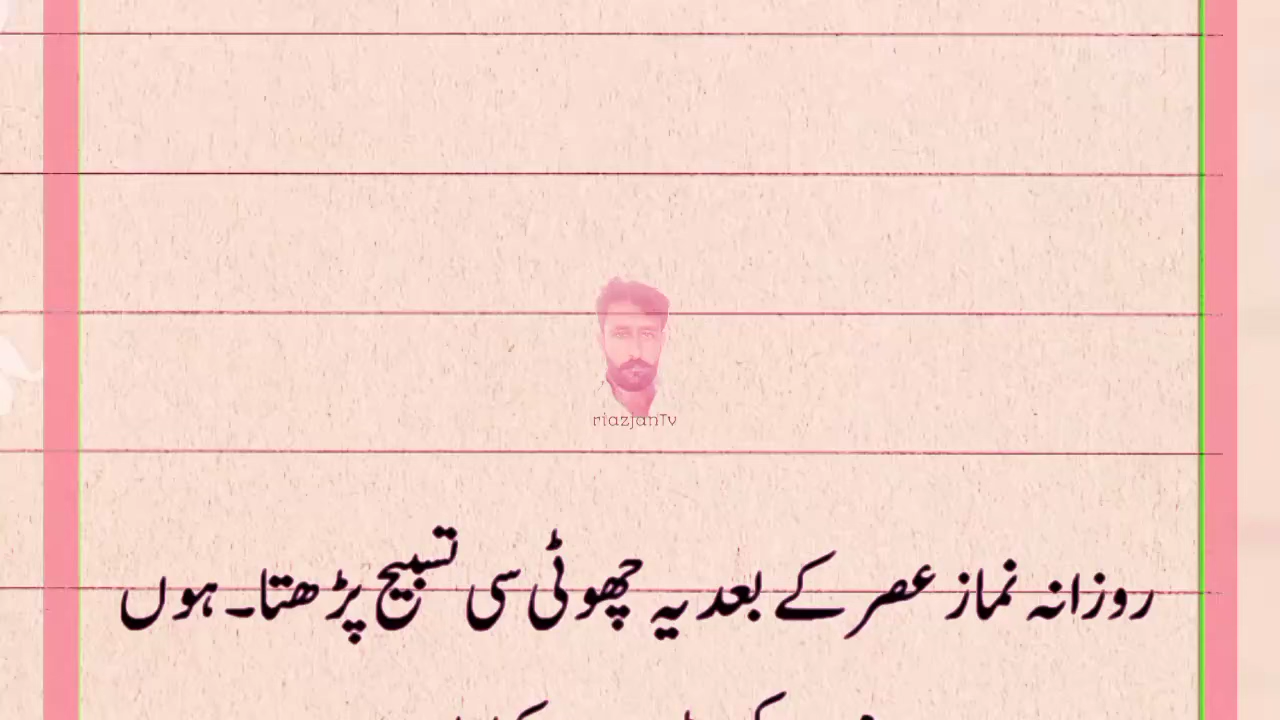 riazjanTv
روزانہ نماز عصر کے بعد یہ چھوٹی سی تسبیح پڑھتا۔ ہوں